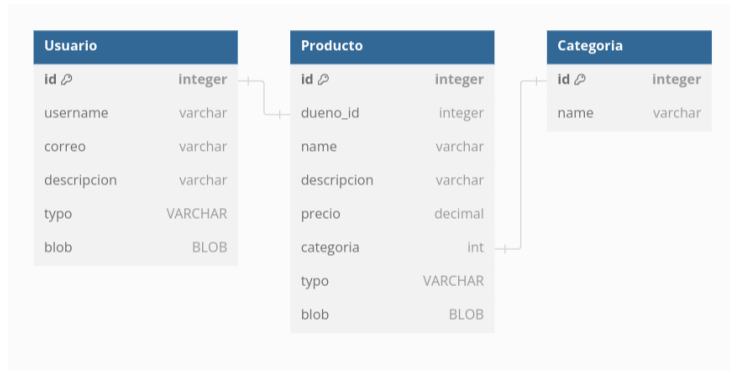 Usuario
id integer
username varchar
correo varchar
descripcion varchar
typo VARCHAR
blob BLOB
Producto
id integer
dueno_id integer
name varchar
descripcion varchar
precio decimal
categoria int
typo VARCHAR
blob BLOB
Categoria
id integer
name varchar